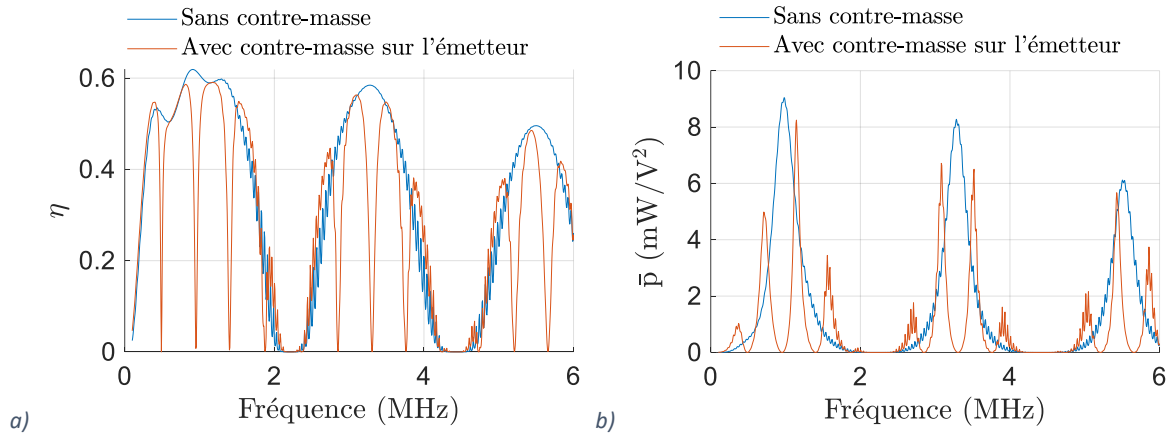 Sans contre-masse
Avec contre-masse sur l'émetteur
0.6
0.4
0.2
0
η
0 2 4 6
Fréquence (MHz)
a)
Sans contre-masse
Avec contre-masse sur l'émetteur
10
8
6
4
2
0
p̄ (mW/V²)
0 2 4 6
Fréquence (MHz)
b)